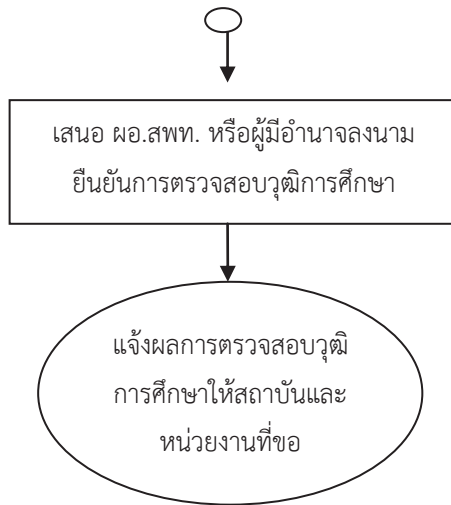 เสนอ ผอ.สพท. หรือผู้มีอำนาจลงนาม
ยืนยันการตรวจสอบวุฒิการศึกษา
แจ้งผลการตรวจสอบวุฒิ
การศึกษาให้สถาบันและ
หน่วยงานที่ขอ